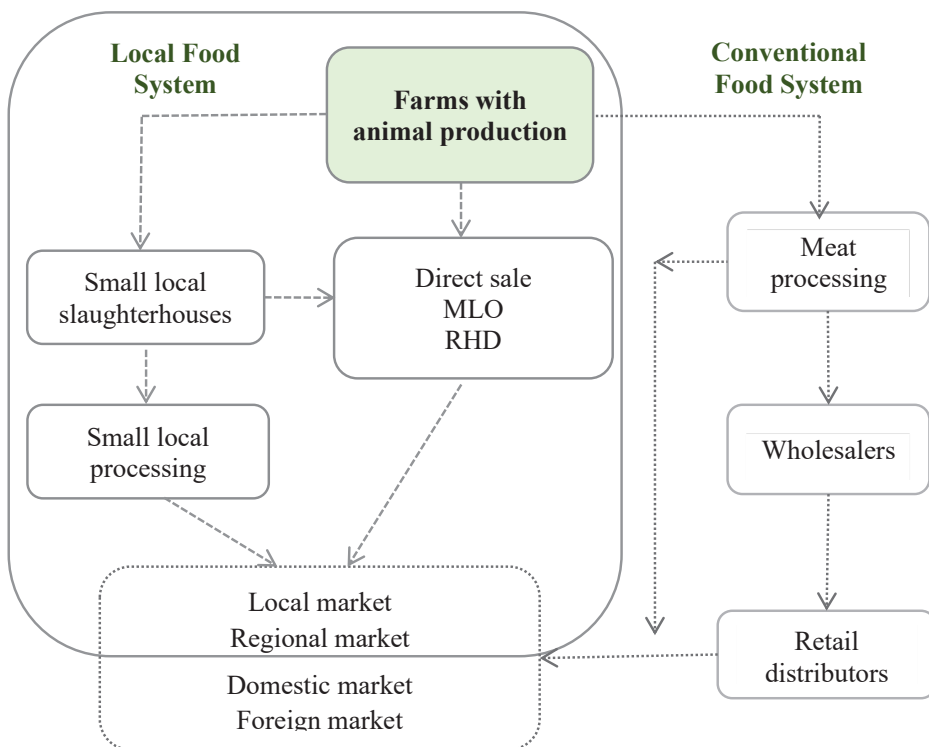 Local Food
System
Conventional
Food System
Farms with
animal production
Small local
slaughterhouses
Direct sale
MLO
RHD
Meat
processing
Small local
processing
Wholesalers
Local market
Regional market
Domestic market
Foreign market
Retail
distributors